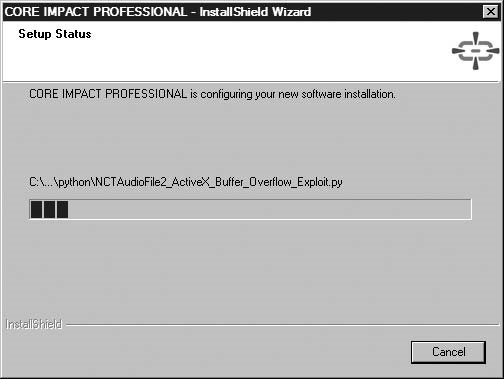 CORE IMPACT PROFESSIONAL - InstallShield Wizard
Setup Status
CORE IMPACT PROFESSIONAL is configuring your new software installation.
C:\...\python\NCTAudioFile2_ActiveX_Buffer_Overflow_Exploit.py
InstallShield
Cancel